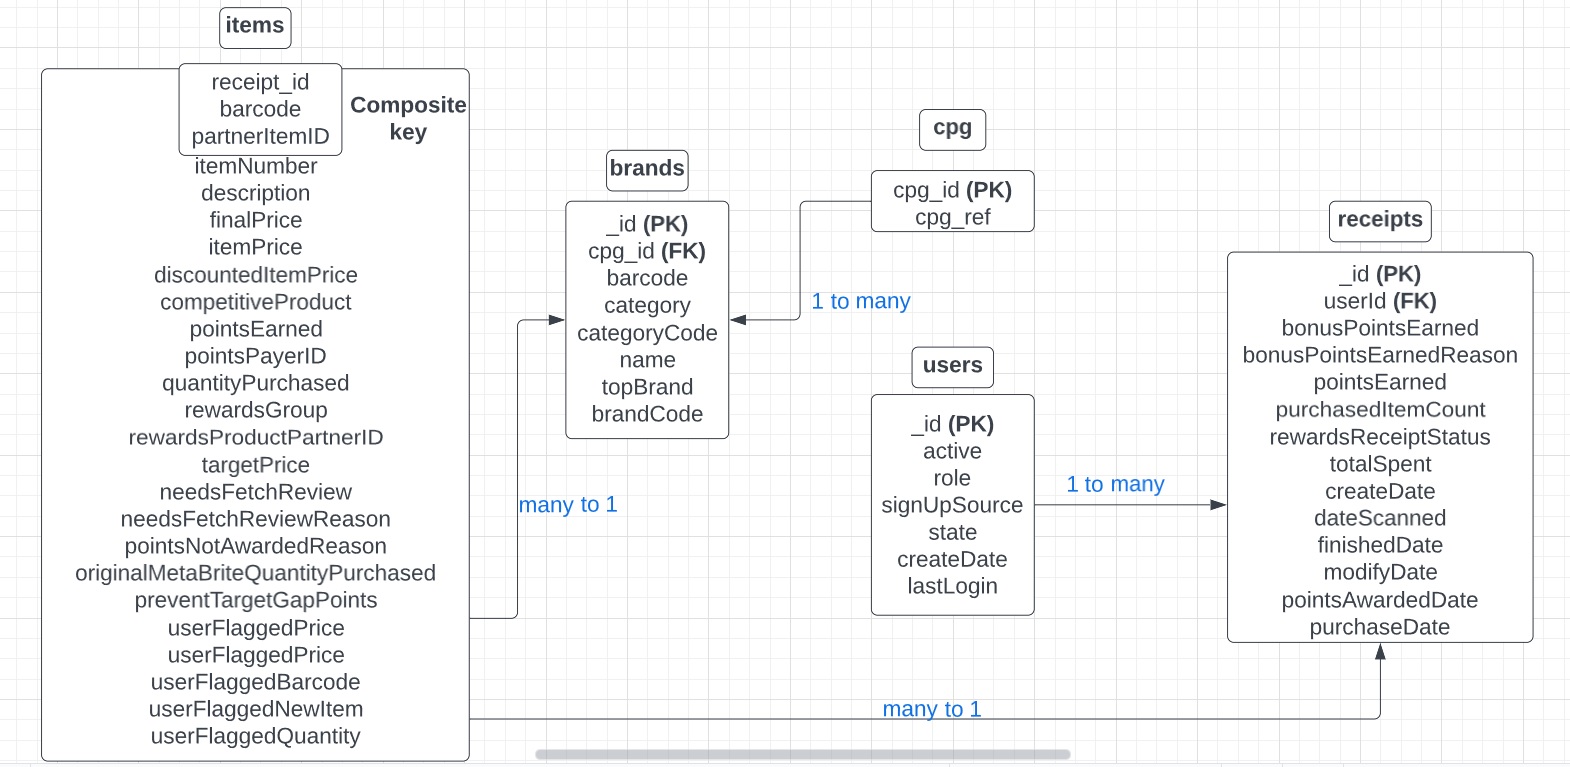 items
receipt_id
barcode
partnerItemID
Composite
key
itemNumber
description
finalPrice
itemPrice
discountedItemPrice
competitiveProduct
pointsEarned
pointsPayerID
quantityPurchased
rewardsGroup
rewardsProductPartnerID
targetPrice
needsFetchReview
needsFetchReviewReason
pointsNotAwardedReason
originalMetaBriteQuantityPurchased
preventTargetGapPoints
userFlaggedPrice
userFlaggedPrice
userFlaggedBarcode
userFlaggedNewItem
userFlaggedQuantity
many to 1
brands
_id (PK)
cpg_id (FK)
barcode
category
categoryCode
name
topBrand
brandCode
cpg
cpg_id (PK)
cpg_ref
1 to many
users
_id (PK)
active
role
signUpSource
state
createDate
lastLogin
1 to many
many to 1
receipts
_id (PK)
userId (FK)
bonusPointsEarned
bonusPointsEarnedReason
pointsEarned
purchasedItemCount
rewardsReceiptStatus
totalSpent
createDate
dateScanned
finishedDate
modifyDate
pointsAwardedDate
purchaseDate